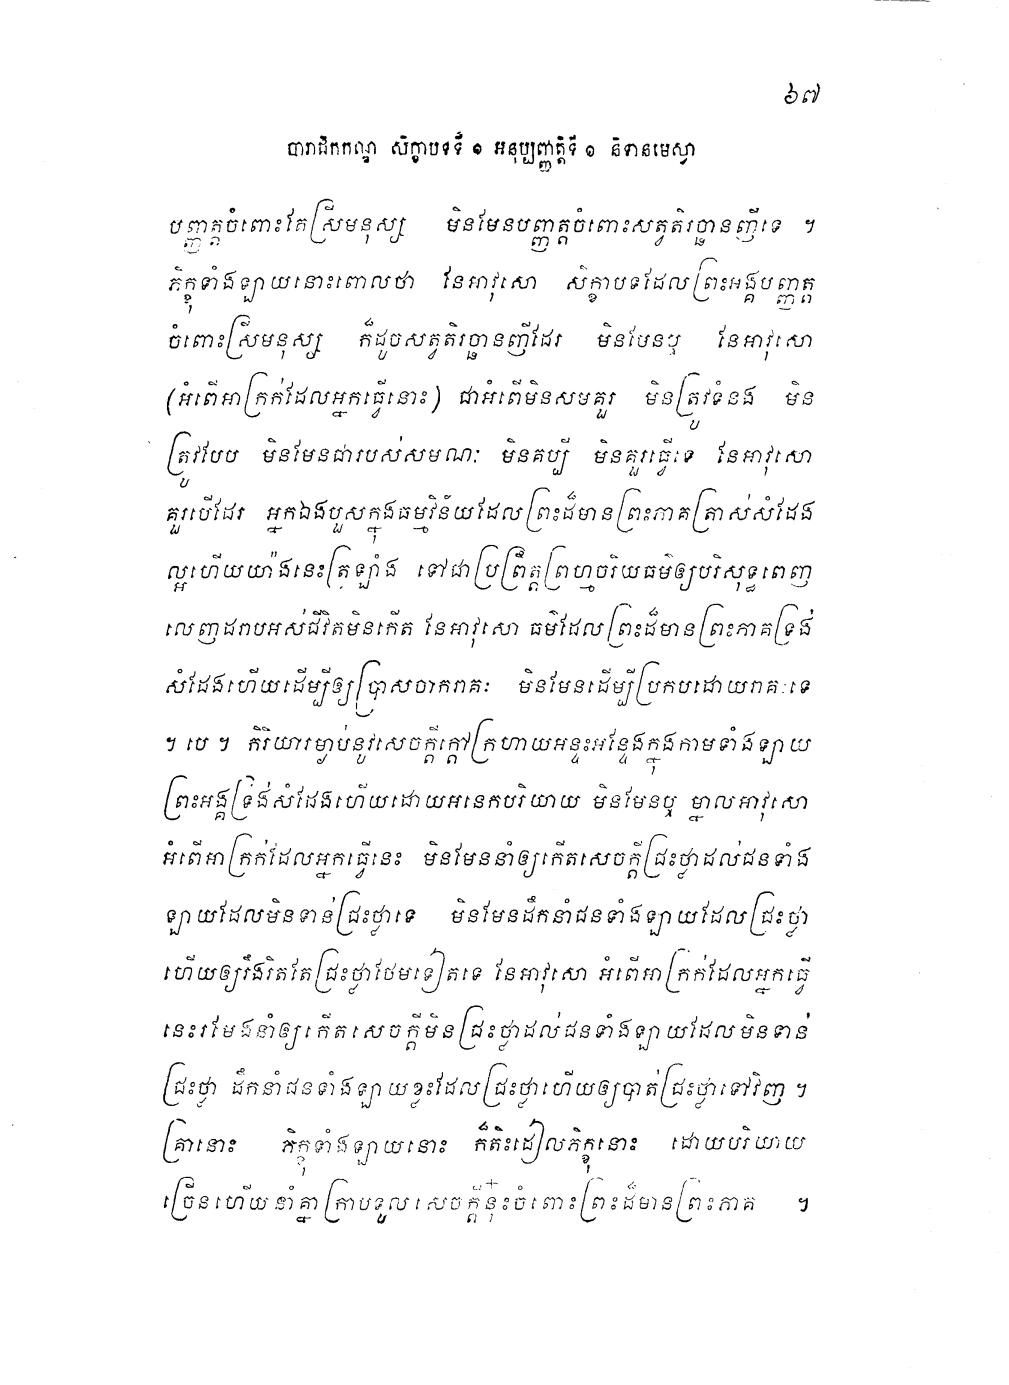 ៦៧
បារាជិកកណ្ឌ សិក្ខាបទទី ១ អនុប្បញ្ញត្តិទី ១ និទានមេស្វា
បញ្ញត្តចំពោះតែស្រីមនុស្ស មិនមែនបញ្ញត្តចំពោះសត្វតិរច្ឆានញីទេ ។
ភិក្ខុទាំងឡាយនោះពោលថា នែអាវុសោ សិក្ខាបទដែលព្រះអង្គបញ្ញត្ត
ចំពោះស្រីមនុស្ស ក៏ដូចសត្វតិរច្ឆានញីដែរ មិនមែនឬ នែអាវុសោ
(អំពើអាក្រក់ដែលអ្នកធ្វើនោះ) ជាអំពើមិនសមគួរ មិនត្រូវទំនង មិន
ត្រូវបែប មិនមែនជារបស់សមណៈ មិនគប្បី មិនគួរធ្វើទេ នែអាវុសោ
គួរបើដែរ អ្នកឯងបួសក្នុងធម្មវិន័យដែលព្រះដ៏មានព្រះភាគត្រាស់សំដែង
ល្អហើយយ៉ាងនេះត្រឡាំង ទៅជាប្រព្រឹត្តព្រហ្មចរិយធម៌ឲ្យបរិសុទ្ធពេញ
លេញដរាបអស់ជីវិតមិនកើត នែអាវុសោ ធម៌ដែលព្រះដ៏មានព្រះភាគទ្រង់
សំដែងហើយដើម្បីឲ្យប្រាសចាករាគៈ មិនមែនដើម្បីប្រកបដោយរាគៈទេ
។ បេ ។ កិរិយារម្ងាប់នូវសេចក្តីក្តៅក្រហាយអន្ទះអន្ទែងក្នុងកាមទាំងឡាយ
ព្រះអង្គទ្រង់សំដែងហើយដោយអនេកបរិយាយ មិនមែនឬ ម្នាលអាវុសោ
អំពើអាក្រក់ដែលអ្នកធ្វើនេះ មិនមែននាំឲ្យកើតសេចក្តីជ្រះថ្លាដល់ជនទាំង
ឡាយដែលមិនទាន់ជ្រះថ្លាទេ មិនមែនដឹកនាំជនទាំងឡាយដែលជ្រះថ្លា
ហើយឲ្យរឹងរិតតែជ្រះថ្លាថែមទៀតទេ នែអាវុសោ អំពើអាក្រក់ដែលអ្នកធ្វើ
នេះរមែងនាំឲ្យកើតសេចក្តីមិនជ្រះថ្លាដល់ជនទាំងឡាយដែលមិនទាន់
ជ្រះថ្លា ដឹកនាំជនទាំងឡាយខ្លះដែលជ្រះថ្លាហើយឲ្យបាត់ជ្រះថ្លាទៅវិញ ។
គ្រានោះ ភិក្ខុទាំងឡាយនោះ ក៏តិះដៀលភិក្ខុនោះ ដោយបរិយាយ
ច្រើនហើយ នាំគ្នាក្រាបទូលសេចក្តីនុ៎ះចំពោះព្រះដ៏មានព្រះភាគ ។